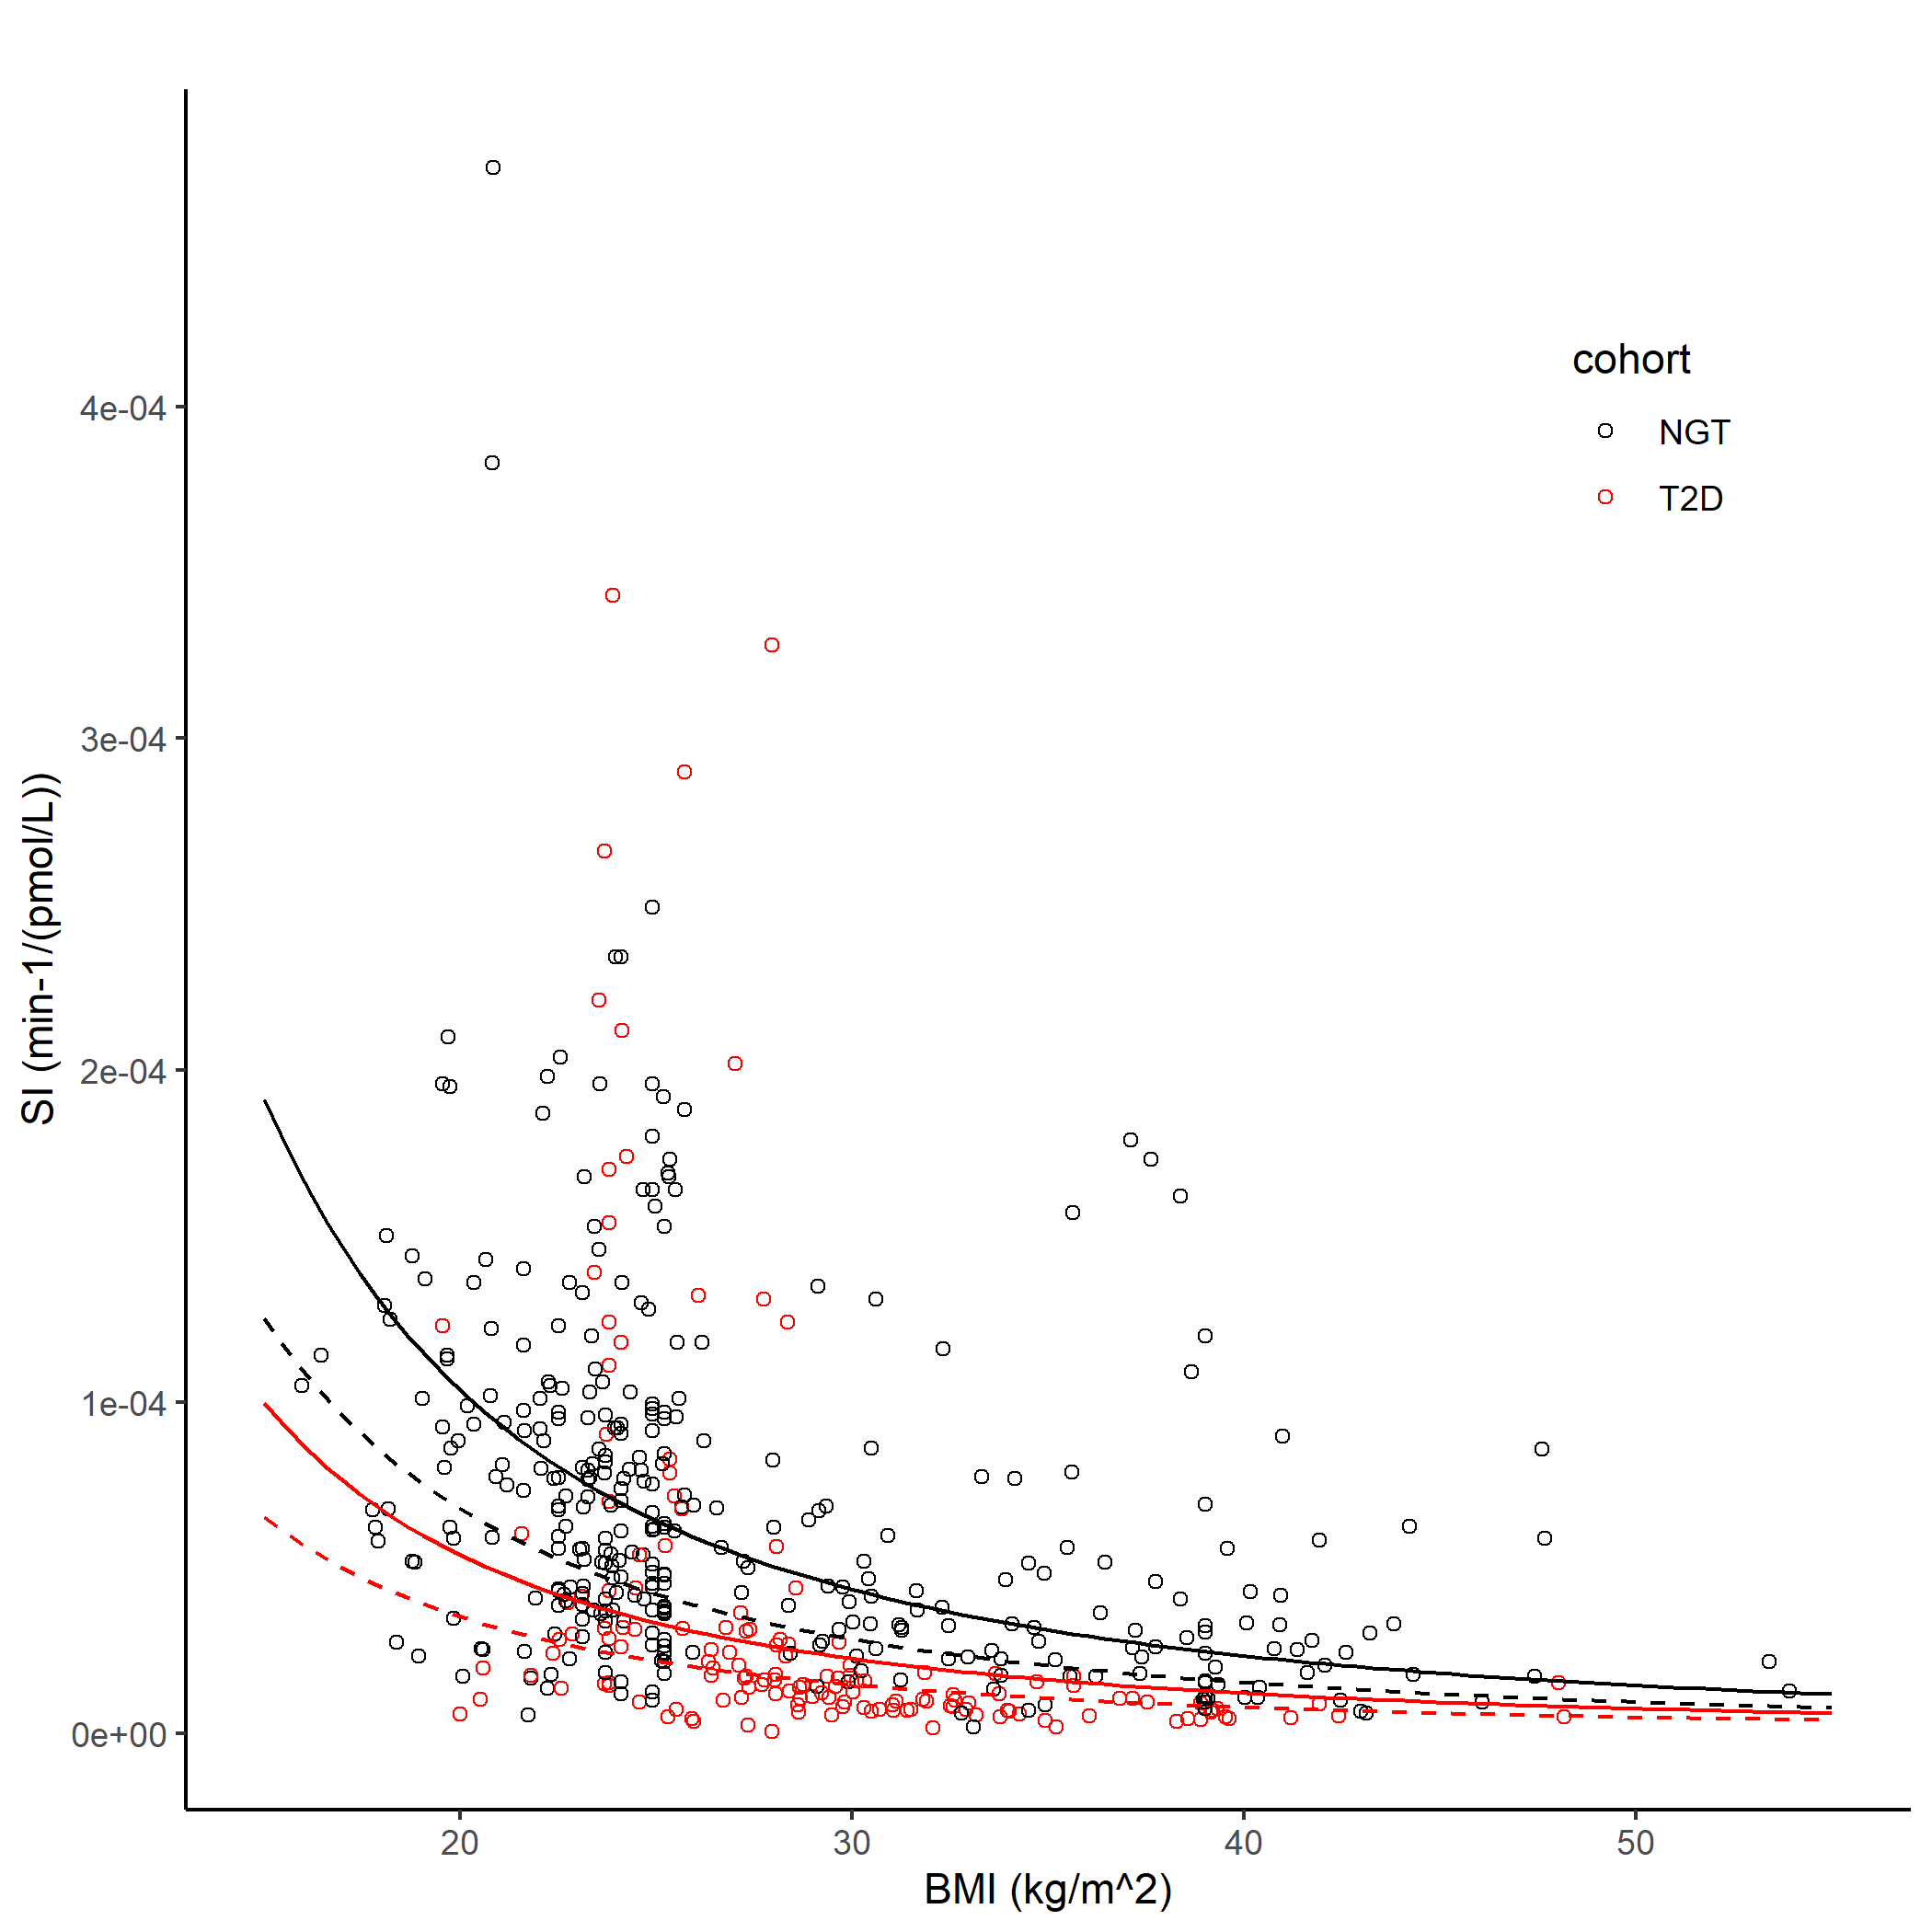 cohort
NGT
T2D
4e-04
3e-04
2e-04
1e-04
0e+00
SI (min-1/(pmol/L))
20 30 40 50
BMI (kg/m^2)